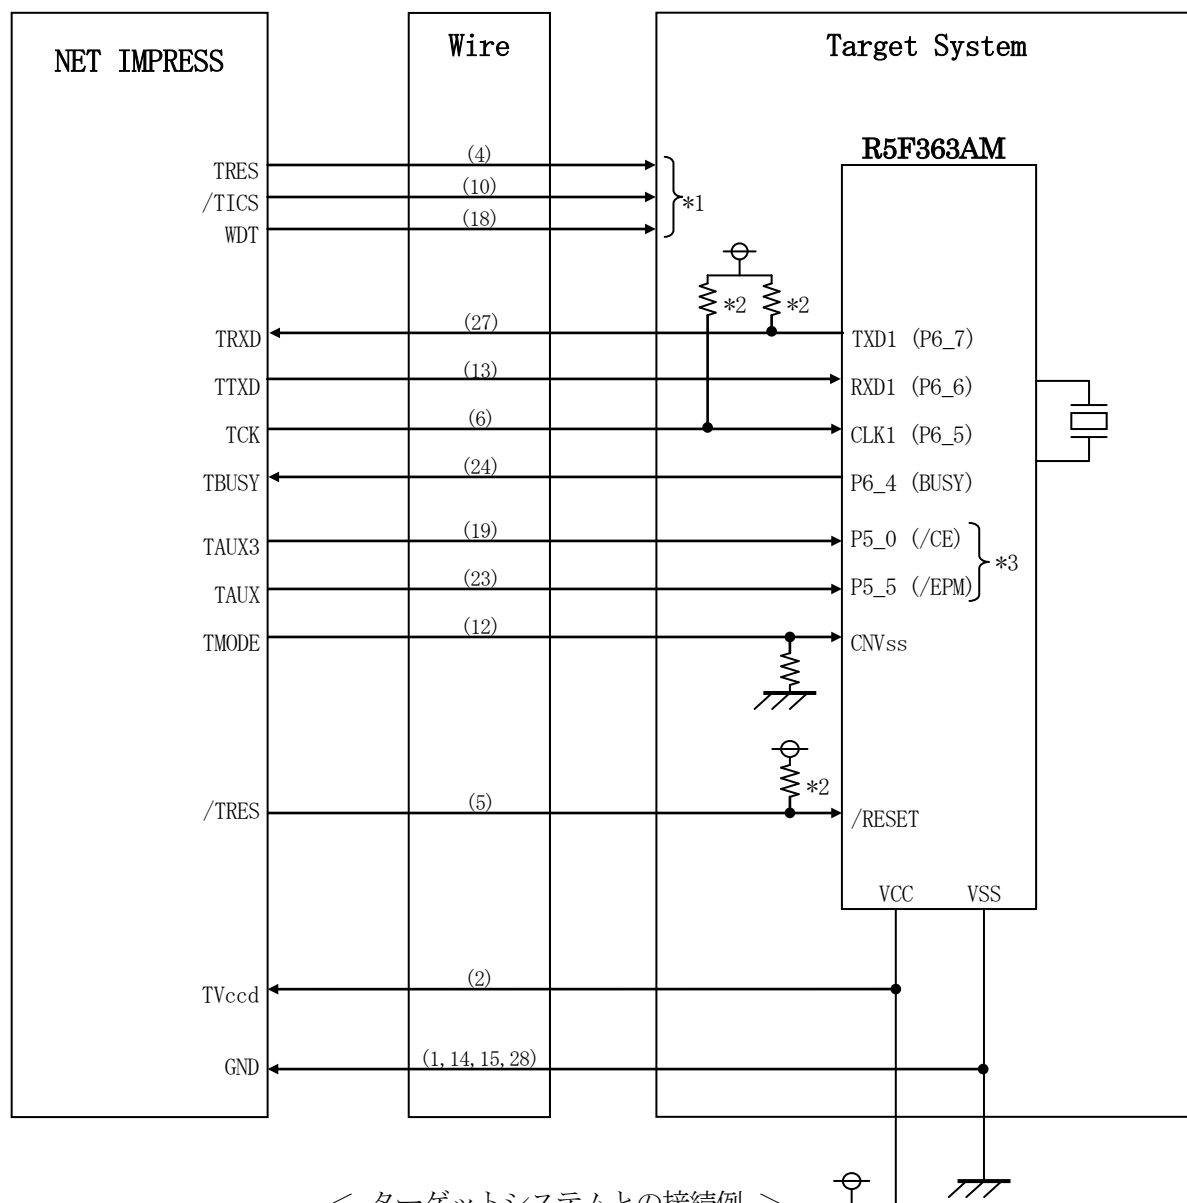 NET IMPRESS
Wire
Target System
R5F363AM
TRES
(4)
/TICS
(10)
*1
WDT
(18)
*2
*2
TRXD
(27)
TXD1 (P6_7)
TTXD
(13)
RXD1 (P6_6)
TCK
(6)
CLK1 (P6_5)
TBUSY
(24)
P6_4 (BUSY)
TAUX3
(19)
P5_0 (/CE)
*3
TAUX
(23)
P5_5 (/EPM)
TMODE
(12)
CNVss
*2
/TRES
(5)
/RESET
VCC
VSS
TVccd
(2)
GND
(1,14,15,28)
< ターゲットシステムとの接続例 >